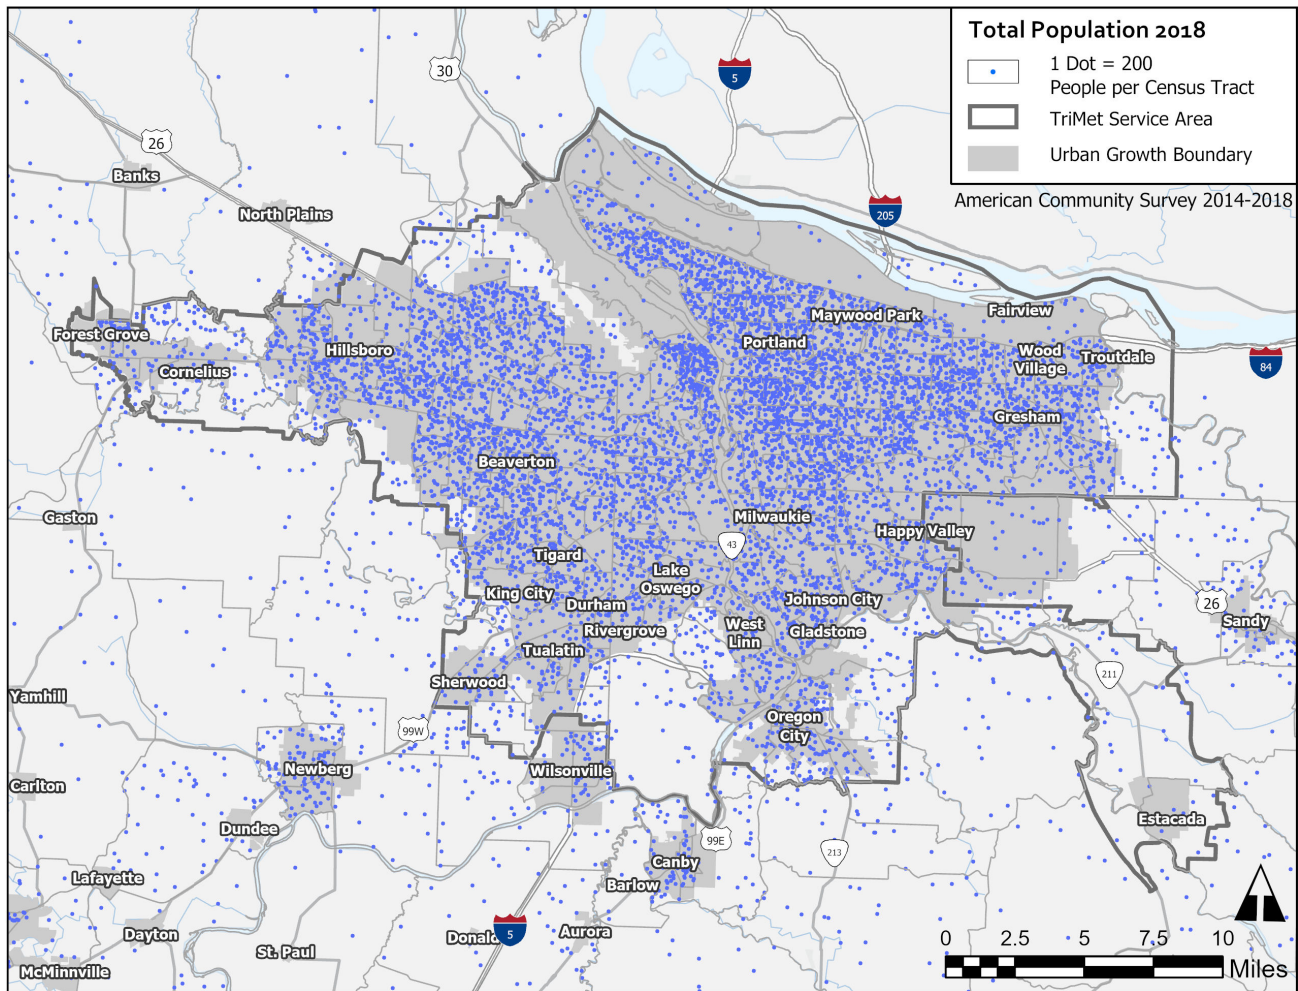 Total Population 2018
1 Dot = 200
People per Census Tract
TriMet Service Area
Urban Growth Boundary
American Community Survey 2014-2018
30
5
26
Banks
North Plains
205
Forest Grove
Hillsboro
Cornelius
Maywood Park
Fairview
Portland
Wood
Village
Troutdale
84
Gresham
Beaverton
Gaston
Milwaukie
Happy Valley
43
Tigard
Lake
Oswego
King City
Durham
Johnson City
26
Sandy
Rivergrove
West
Linn
Gladstone
Tualatin
Sherwood
211
Yamhill
99W
Oregon
City
Newberg
Wilsonville
Carlton
Dundee
Estacada
99E
213
Canby
Lafayette
Barlow
Dayton
St. Paul
Donald
5
Aurora
McMinnville
0 2.5 5 7.5 10
Miles